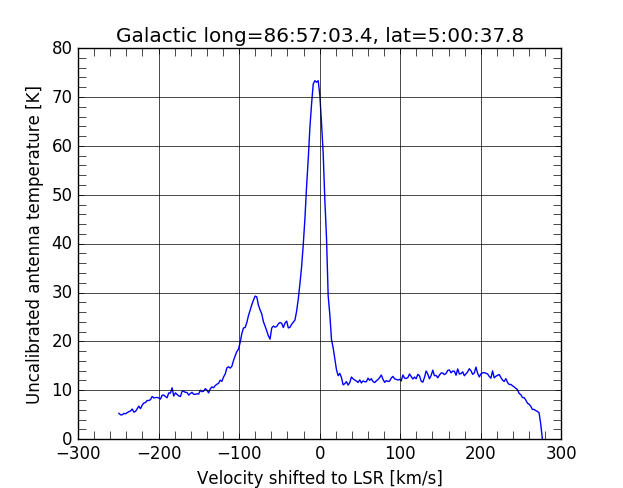 Galactic long=86:57:03.4, lat=5:00:37.8
Uncalibrated antenna temperature [K]
80
70
60
50
40
30
20
10
0
−300 −200 −100 0 100 200 300
Velocity shifted to LSR [km/s]